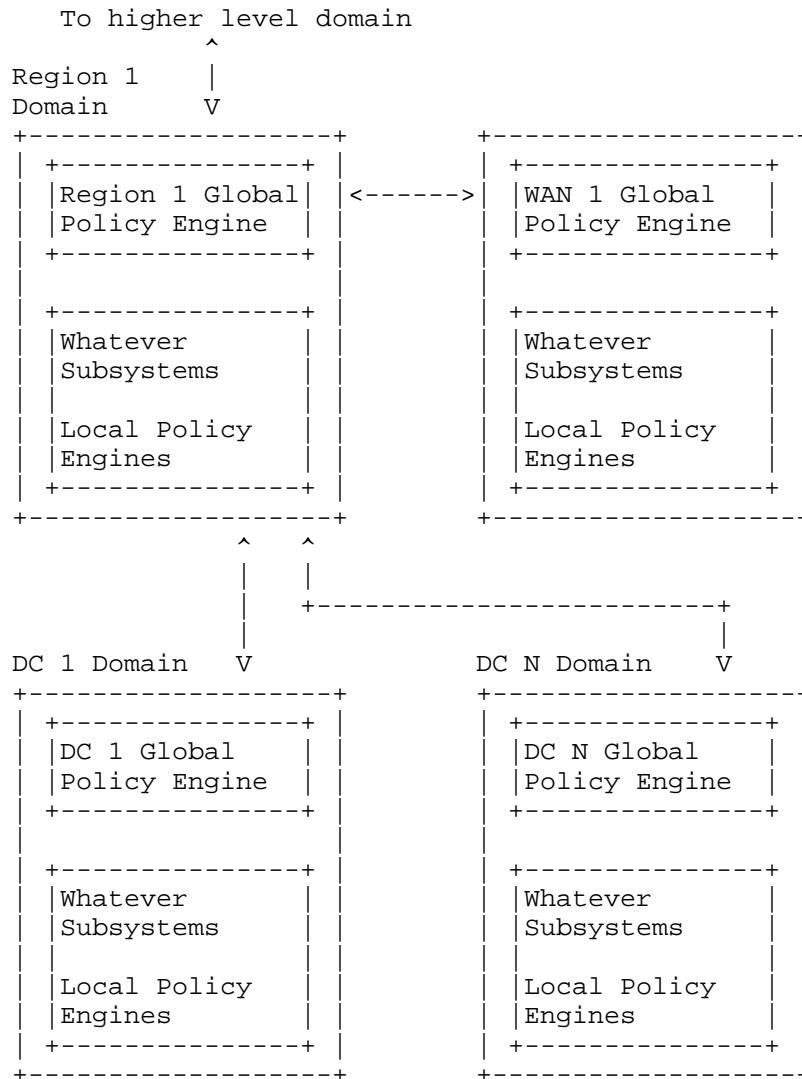 To higher level domain
Region 1
Domain V
Region 1 Global WAN 1 Global
Policy Engine Policy Engine
Whatever Whatever
Subsystems Subsystems
Local Policy Local Policy
Engines Engines
DC 1 Domain V DC N Domain V
DC 1 Global DC N Global
Policy Engine Policy Engine
Whatever Whatever
Subsystems Subsystems
Local Policy Local Policy
Engines Engines